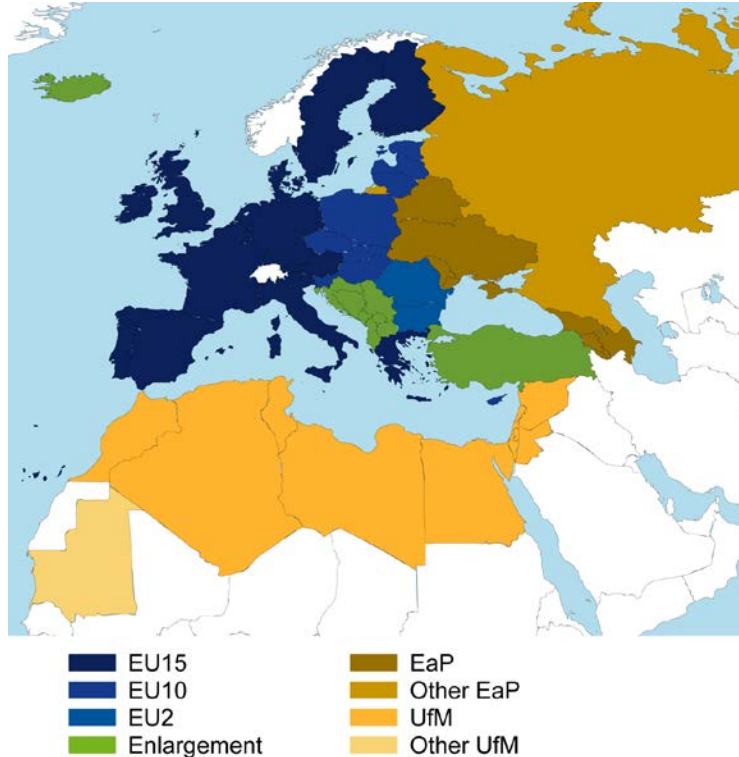 EU15
EU10
EU2
Enlargement
EaP
Other EaP
UfM
Other UfM